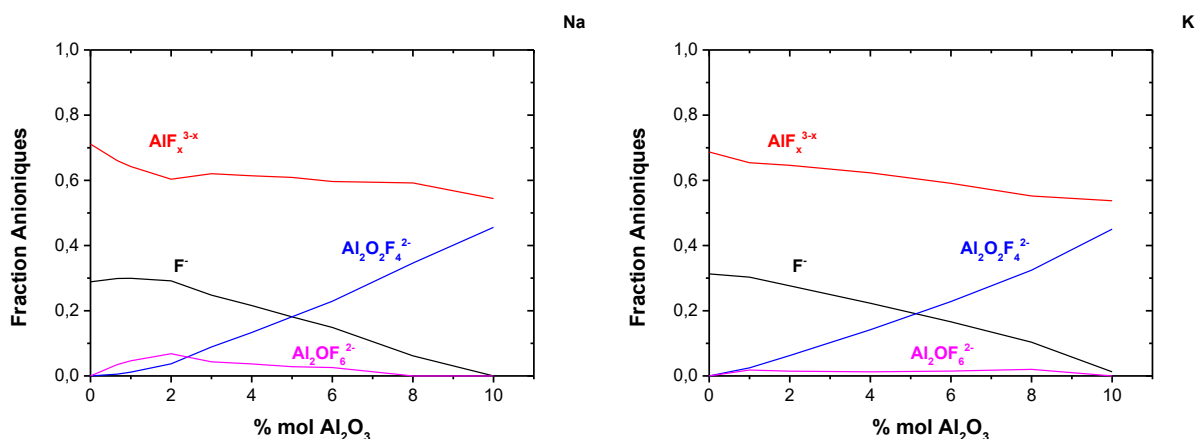 Na
1,0
0,8
0,6
0,4
0,2
0,0
Fraction Anioniques
AlFₓ³⁻ˣ
F⁻
Al₂O₂F₄²⁻
Al₂OF₆²⁻
0 2 4 6 8 10
% mol Al₂O₃
K
1,0
0,8
0,6
0,4
0,2
0,0
Fraction Anioniques
AlFₓ³⁻ˣ
F⁻
Al₂O₂F₄²⁻
Al₂OF₆²⁻
0 2 4 6 8 10
% mol Al₂O₃